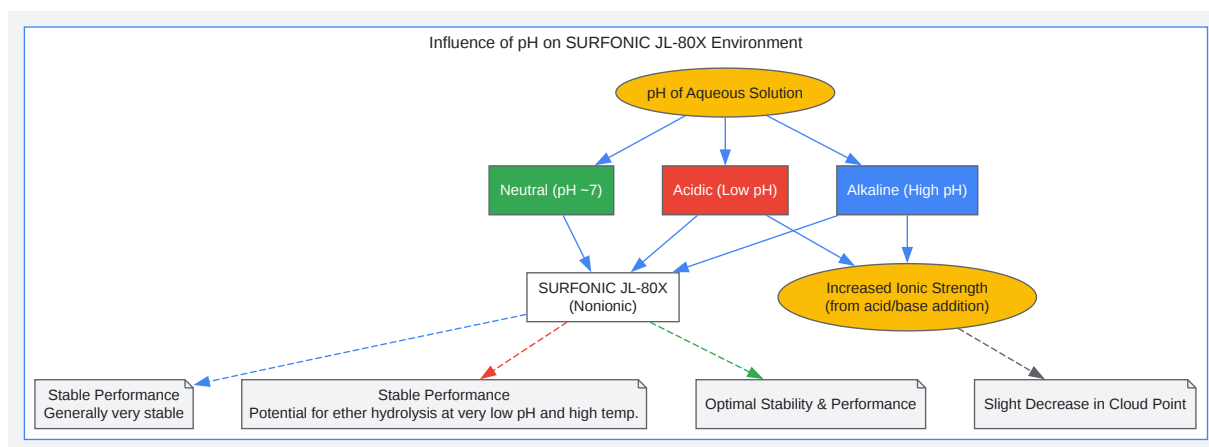 Influence of pH on SURFONIC JL-80X Environment
pH of Aqueous Solution
Neutral (pH ~7)
Acidic (Low pH)
Alkaline (High pH)
SURFONIC JL-80X
(Nonionic)
Increased Ionic Strength
(from acid/base addition)
Stable Performance
Generally very stable
Stable Performance
Potential for ether hydrolysis at very low pH and high temp.
Optimal Stability & Performance
Slight Decrease in Cloud Point